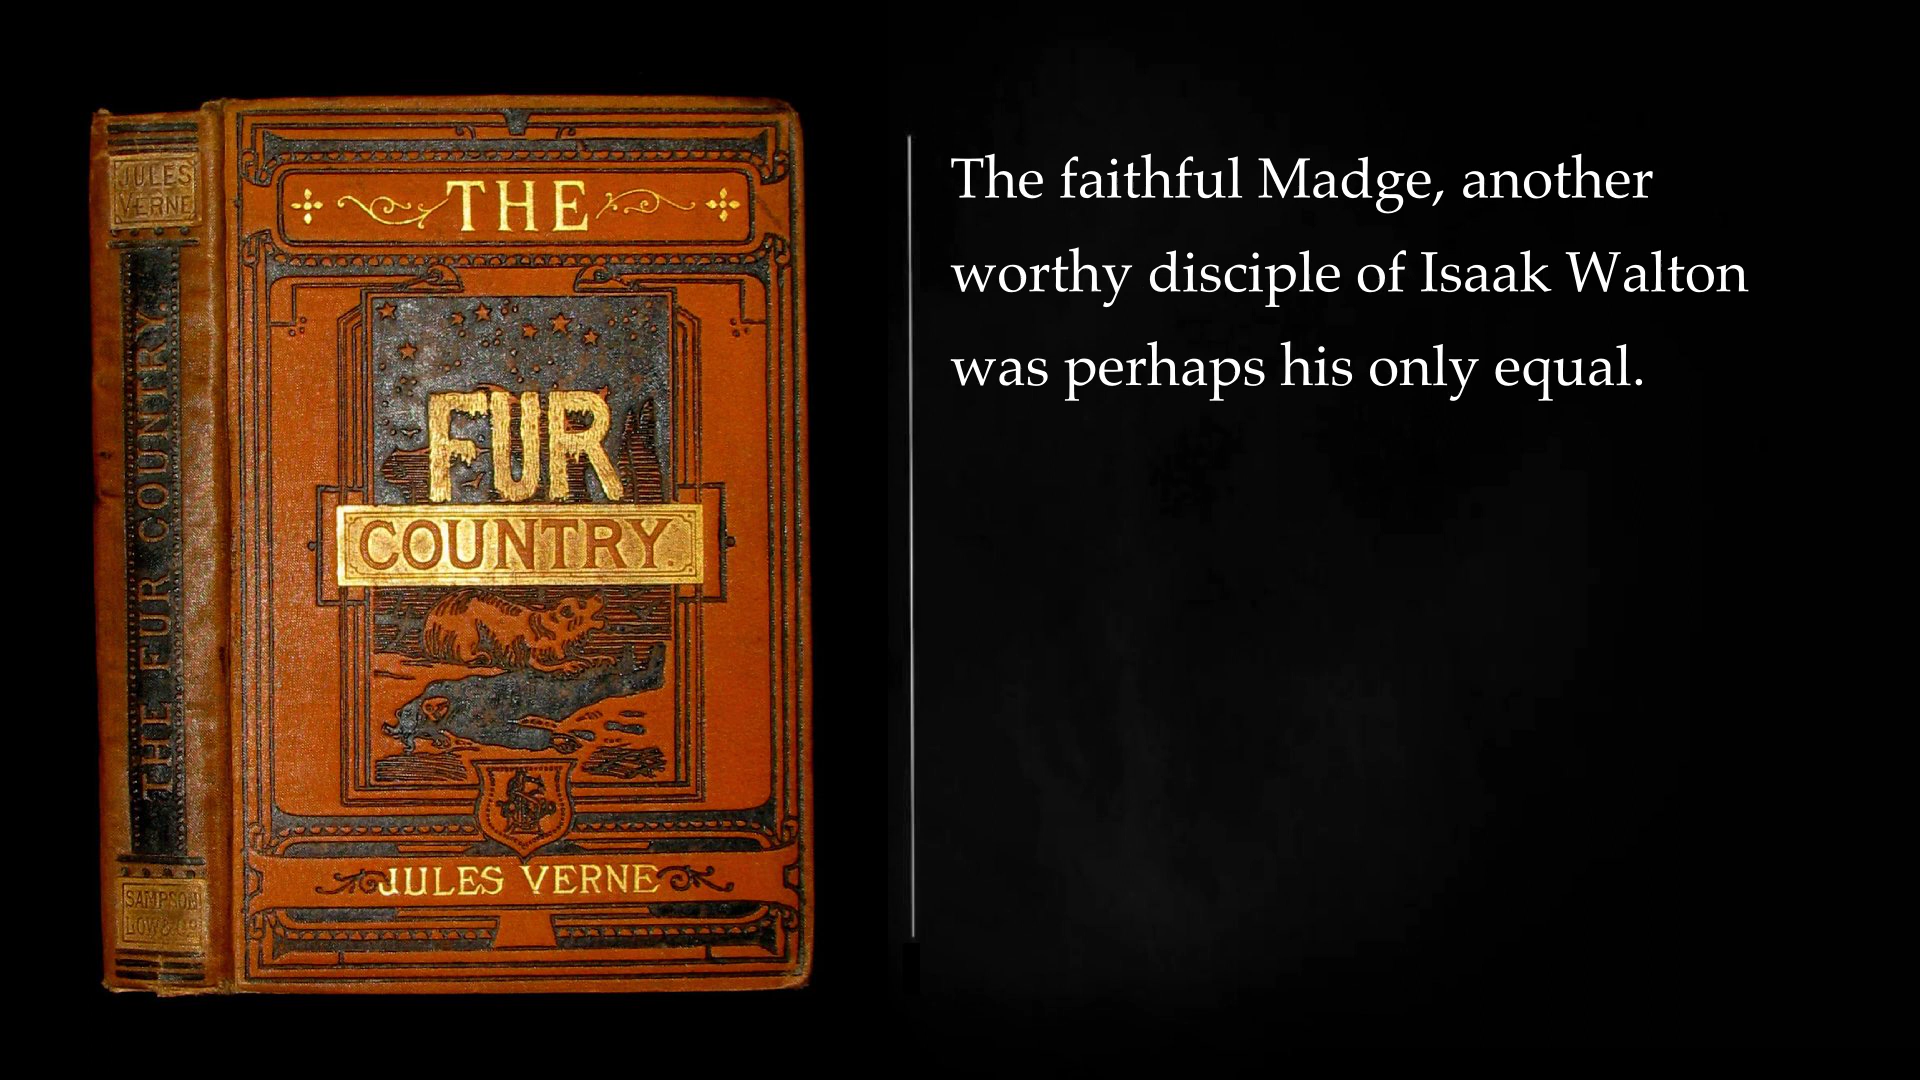 JULES
VERNE
THE FUR COUNTRY.
SAMPSON
LOW & Co
THE
FUR
COUNTRY.
JULES VERNE
The faithful Madge, another
worthy disciple of Isaak Walton
was perhaps his only equal.